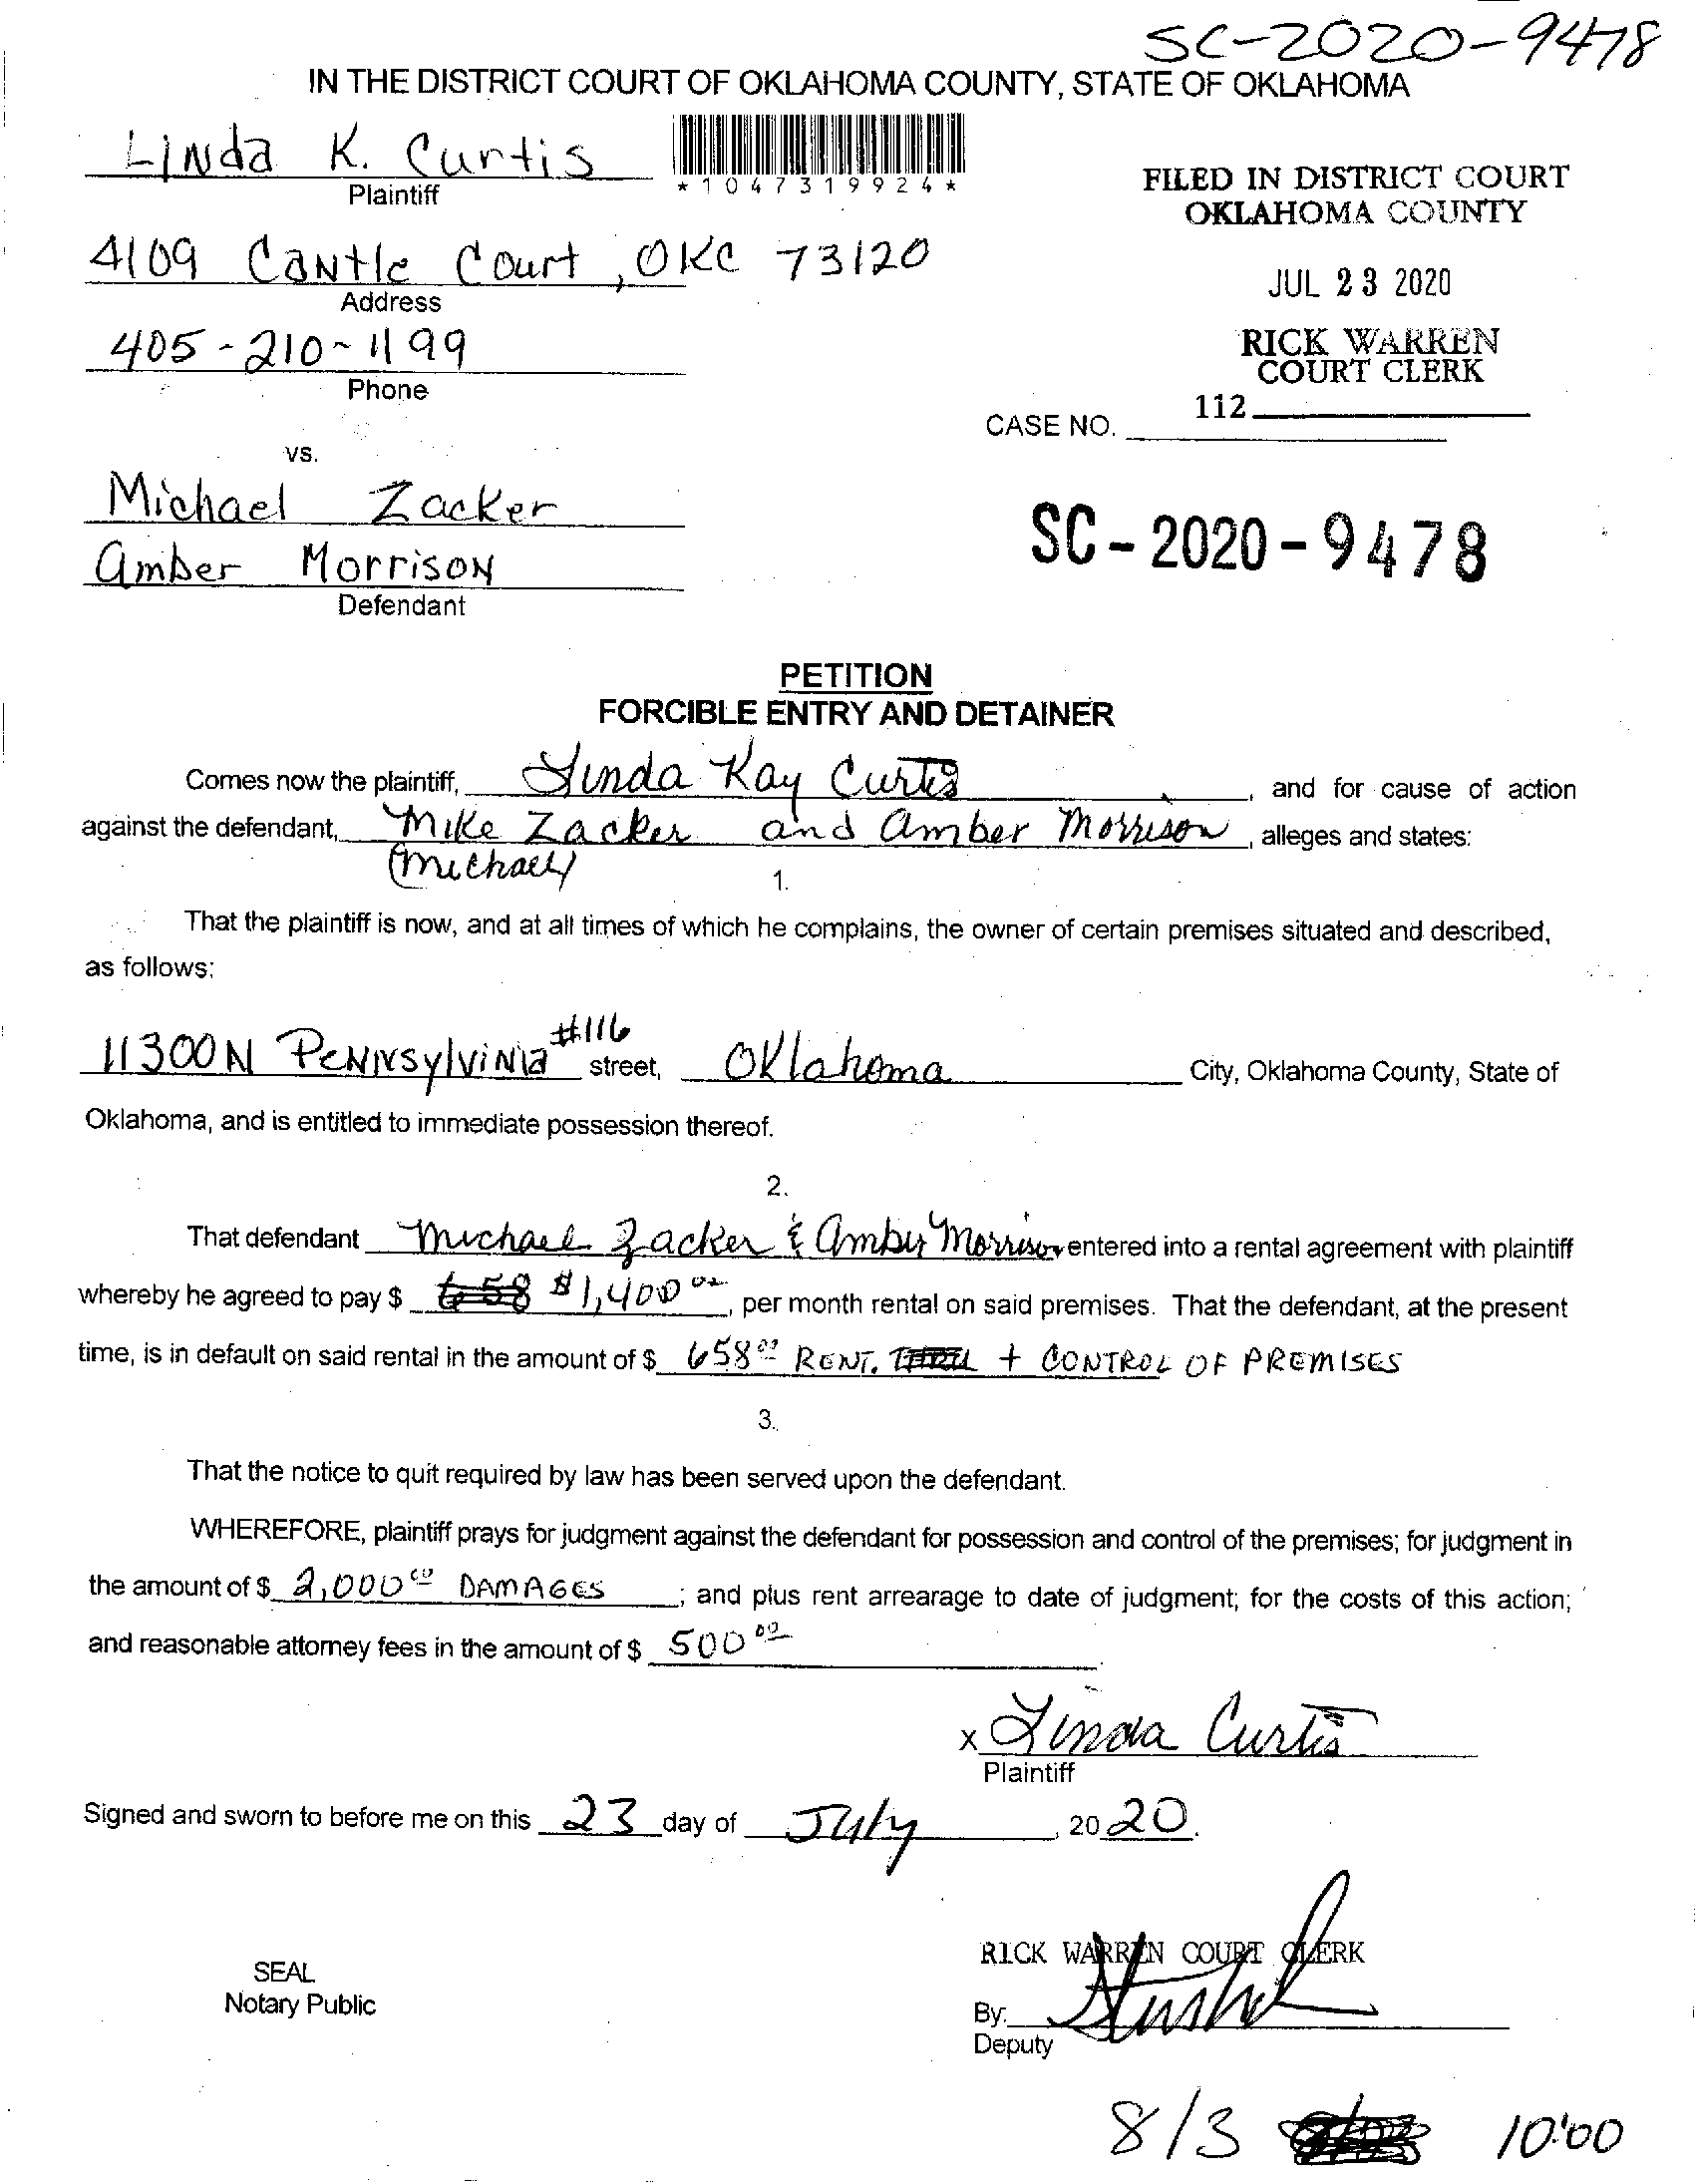 SC-2020-9478
IN THE DISTRICT COURT OF OKLAHOMA COUNTY, STATE OF OKLAHOMA
Linda K. Curtis
Plaintiff
*1047319924*
FILED IN DISTRICT COURT
OKLAHOMA COUNTY
4109 Cantle Court, OKC 73120
Address
JUL 23 2020
405-210-1199
Phone
RICK WARREN
COURT CLERK
112
CASE NO.
vs.
Michael Zacker
Amber Morrison
Defendant
SC-2020-9478
PETITION
FORCIBLE ENTRY AND DETAINER
Comes now the plaintiff, Linda Kay Curtis, and for cause of action
against the defendant, Mike Zacker and Amber Morrison, alleges and states:
(Michael)
1.
That the plaintiff is now, and at all times of which he complains, the owner of certain premises situated and described,
as follows:
11300 N Pennsylvinia #116 street, Oklahoma City, Oklahoma County, State of
Oklahoma, and is entitled to immediate possession thereof.
2.
That defendant Michael Zacker & Amber Morrison entered into a rental agreement with plaintiff
whereby he agreed to pay $ 658 $1,400.00, per month rental on said premises. That the defendant, at the present
time, is in default on said rental in the amount of $ 658.00 RENT. + CONTROL OF PREMISES
3.
That the notice to quit required by law has been served upon the defendant.
WHEREFORE, plaintiff prays for judgment against the defendant for possession and control of the premises; for judgment in
the amount of $ 2,000.00 DAMAGES; and plus rent arrearage to date of judgment; for the costs of this action;
and reasonable attorney fees in the amount of $ 500.00.
x Linda Curtis
Plaintiff
Signed and sworn to before me on this 23 day of July, 2020.
RICK WARREN COURT CLERK
SEAL
Notary Public
By:
Deputy
8/3 10:00